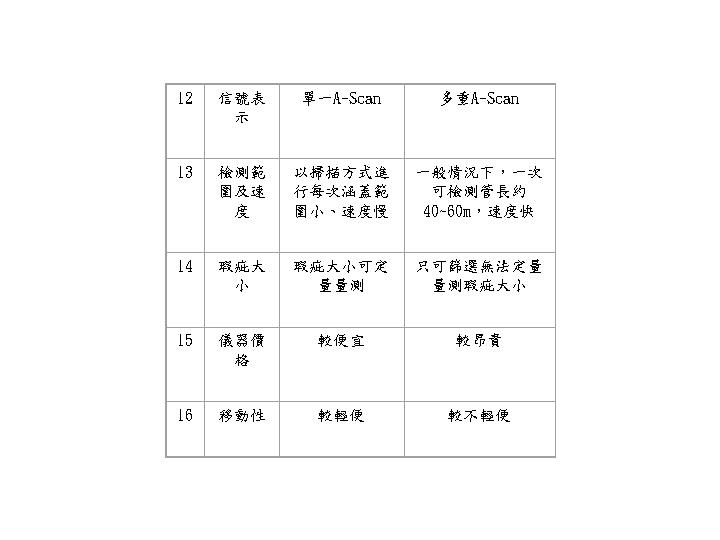 12 信號表示 單一A-Scan 多重A-Scan
13 檢測範圍及速度 以掃描方式進行每次涵蓋範圍小、速度慢 一般情況下，一次可檢測管長約40~60m，速度快
14 瑕疵大小 瑕疵大小可定量量測 只可篩選無法定量量測瑕疵大小
15 儀器價格 較便宜 較昂貴
16 移動性 較輕便 較不輕便